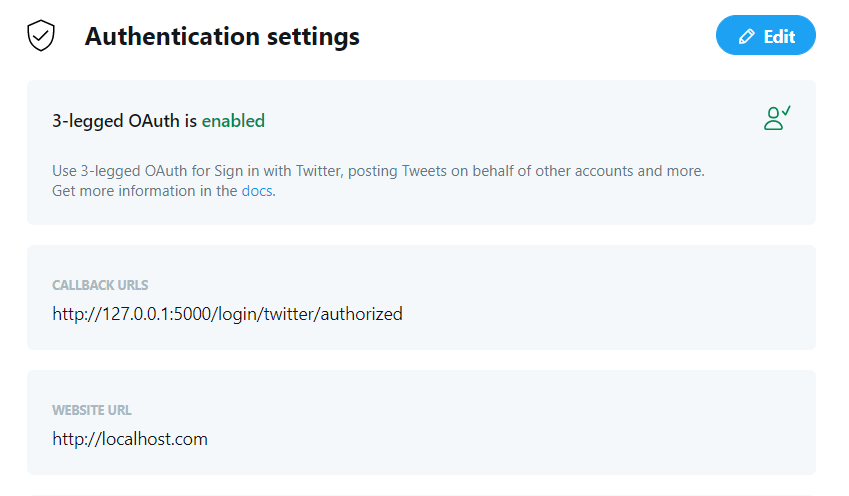 Authentication settings
Edit
3-legged OAuth is enabled
Use 3-legged OAuth for Sign in with Twitter, posting Tweets on behalf of other accounts and more.
Get more information in the docs.
CALLBACK URLS
http://127.0.0.1:5000/login/twitter/authorized
WEBSITE URL
http://localhost.com